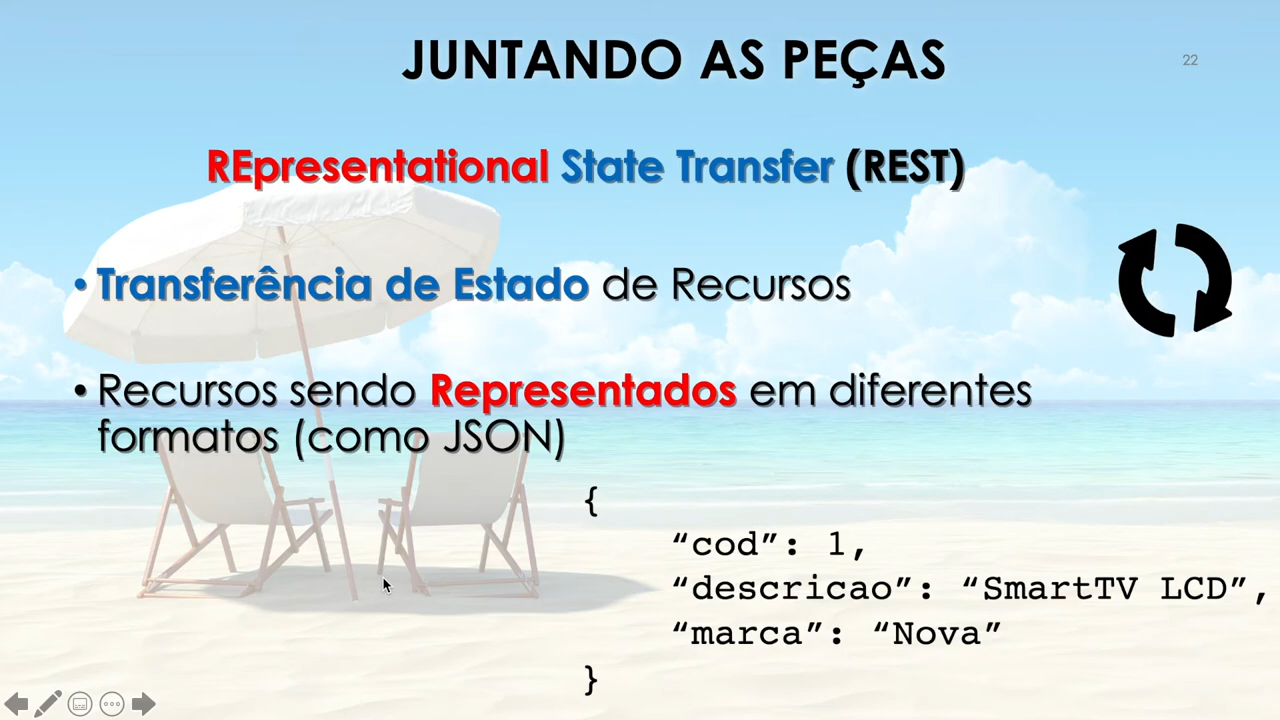 JUNTANDO AS PEÇAS
22
REpresentational State Transfer (REST)
• Transferência de Estado de Recursos
• Recursos sendo Representados em diferentes
formatos (como JSON)
{
“cod”: 1,
“descricao”: “SmartTV LCD”,
“marca”: “Nova”
}